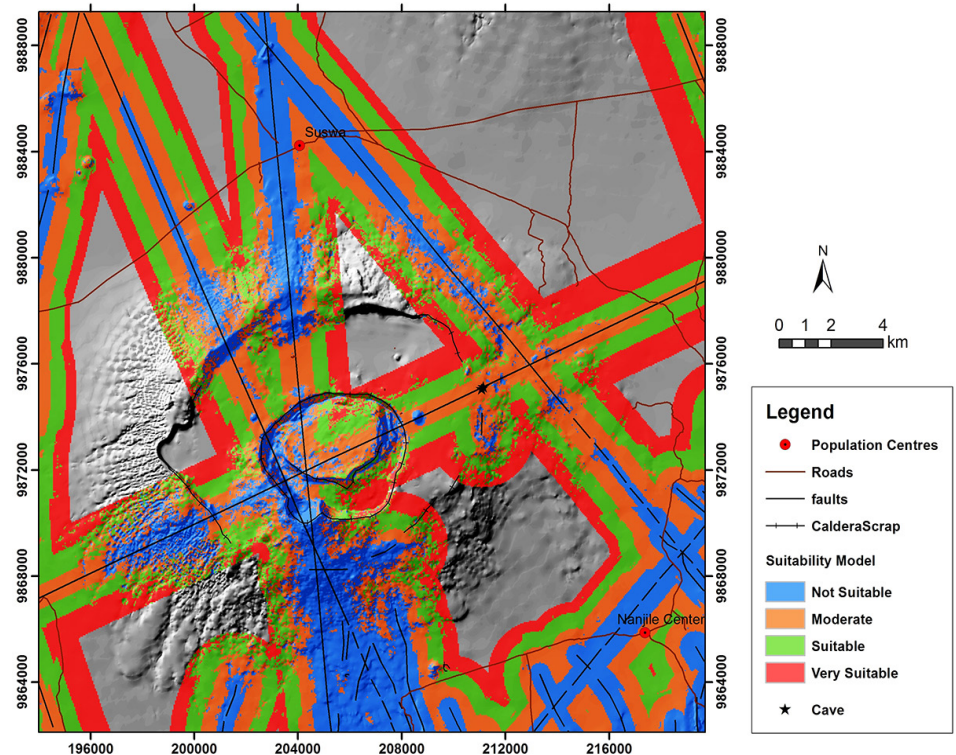 9888000
9884000
9880000
9876000
9872000
9868000
9864000
9888000
9884000
9880000
9876000
9872000
9868000
9864000
196000
200000
204000
208000
212000
216000
Suswa
Nanjile Center
N
0 1 2 4
km
Legend
Population Centres
Roads
faults
CalderaScrap
Suitability Model
Not Suitable
Moderate
Suitable
Very Suitable
Cave